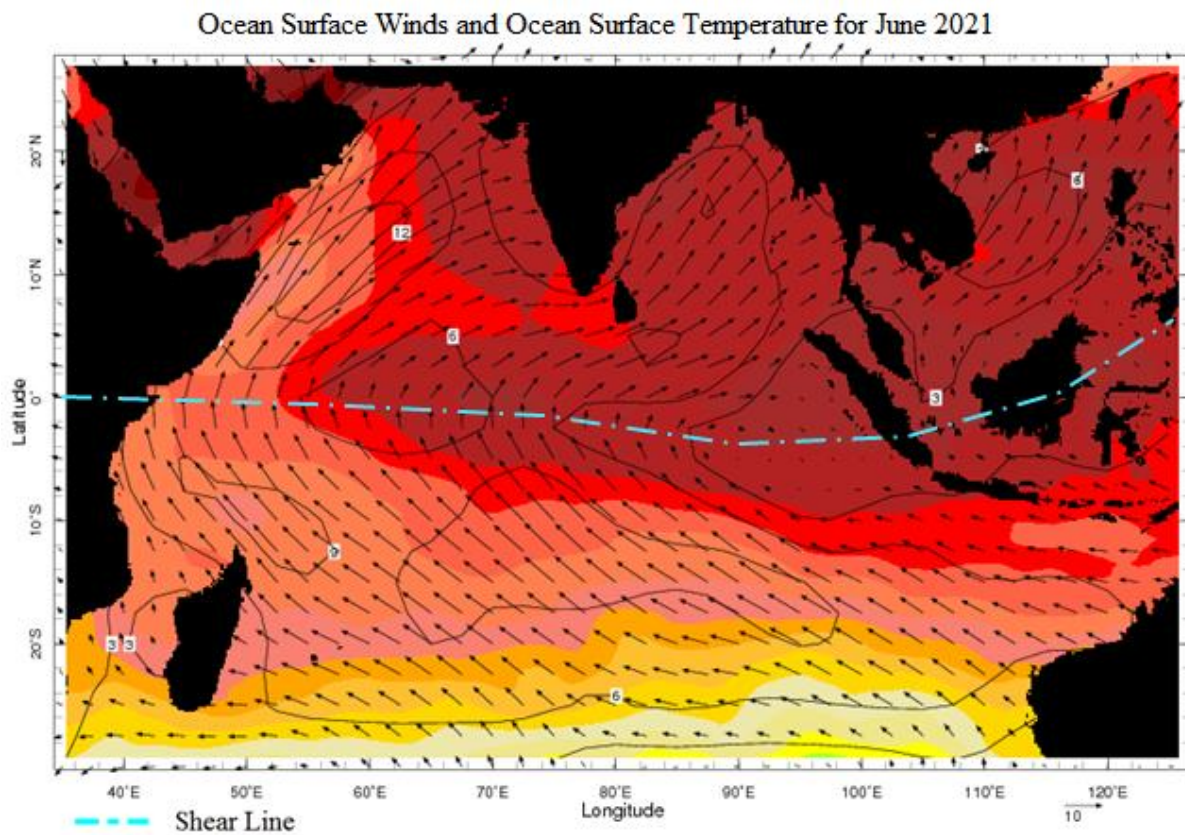 Ocean Surface Winds and Ocean Surface Temperature for June 2021
20°N
6
12
10°N
6
Latitude
0°
3
10°S
9
20°S
3 3
6
40°E 50°E 60°E 70°E 80°E 90°E 100°E 110°E 120°E
Longitude
10
Shear Line